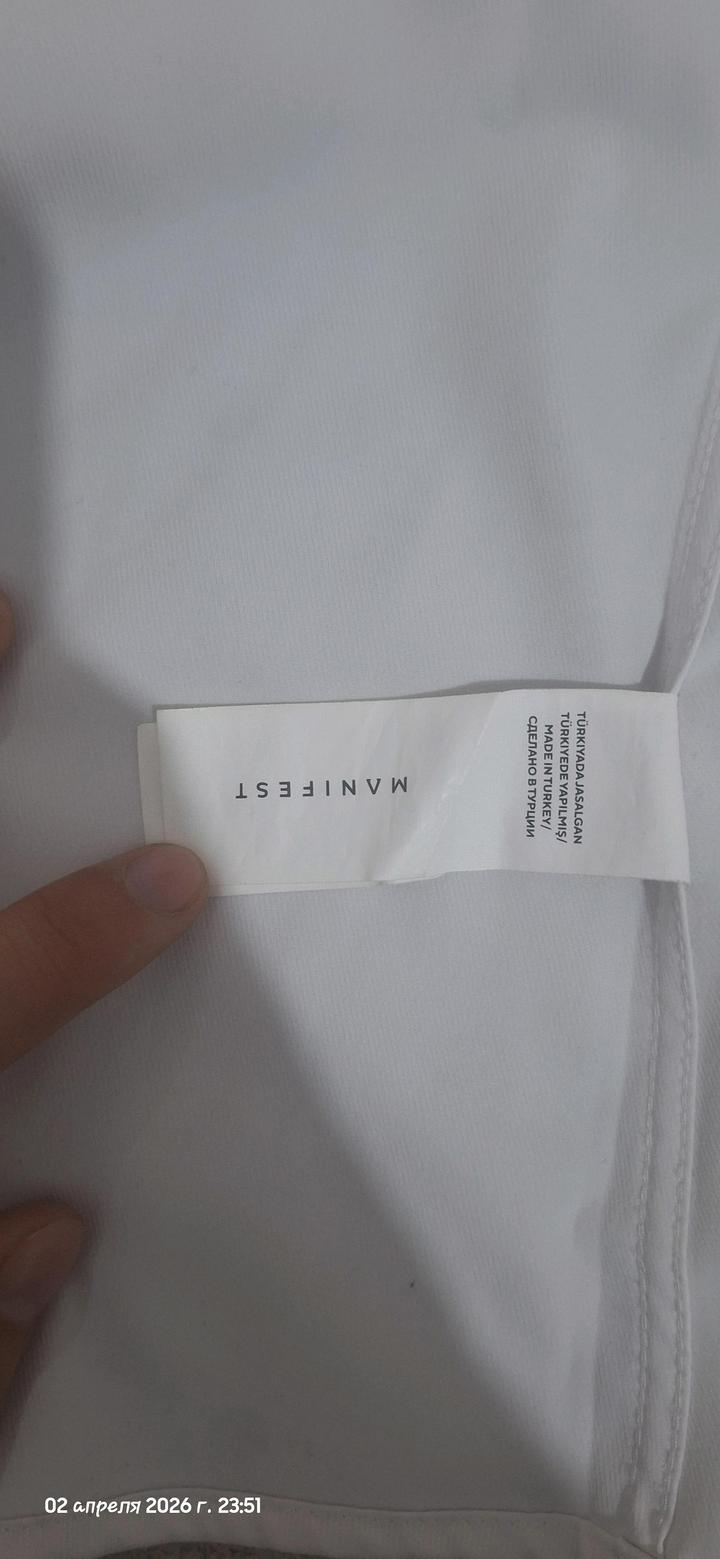 MANIFEST
TÜRKIYADA JASALGAN
TÜRKIYEDE YAPILMIŞ/
MADE IN TURKEY/
СДЕЛАНО В ТУРЦИИ
02 апреля 2026 г. 23:51